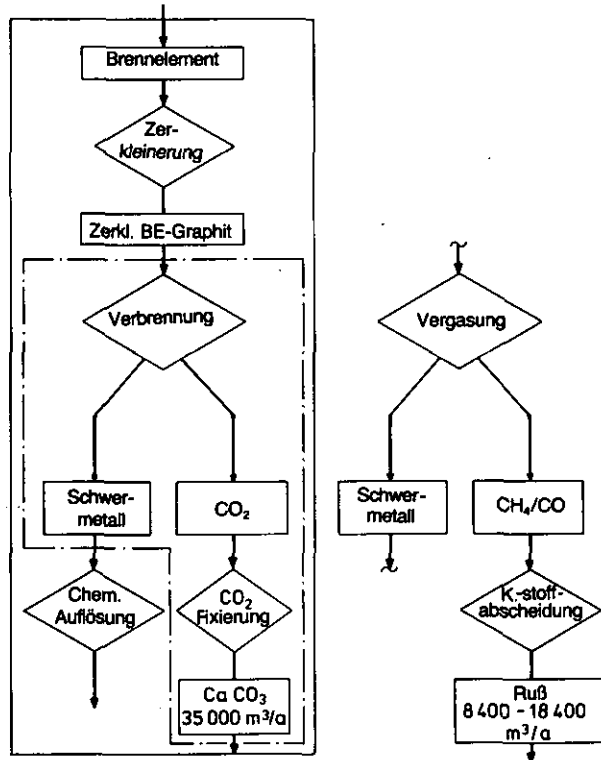 Brennelement
Zer-
kleinerung
Zerkl. BE-Graphit
Verbrennung
Schwer-
metall
CO₂
Chem.
Auflösung
CO₂
Fixierung
Ca CO₃
35 000 m³/a
Vergasung
Schwer-
metall
CH₄/CO
K.-stoff-
abscheidung
Ruß
8 400 - 18 400
m³/a